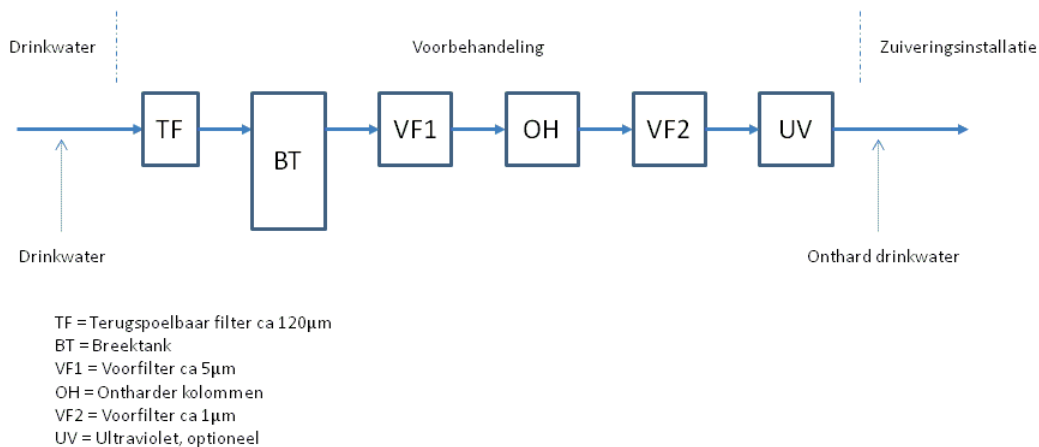 Drinkwater
Voorbehandeling
Zuiveringsinstallatie
TF
BT
VF1
OH
VF2
UV
Drinkwater
Onthard drinkwater
TF = Terugspoelbaar filter ca 120µm
BT = Breektank
VF1 = Voorfilter ca 5µm
OH = Ontharder kolommen
VF2 = Voorfilter ca 1µm
UV = Ultraviolet, optioneel